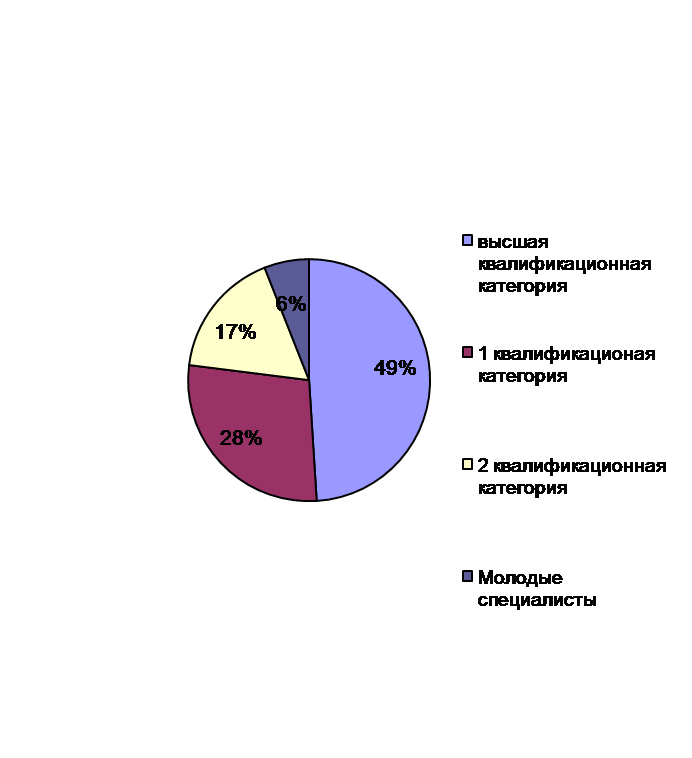 высшая
квалификационная
категория
6%
17%
1 квалификационая
категория
49%
28%
2 квалификационная
категория
Молодые
специалисты